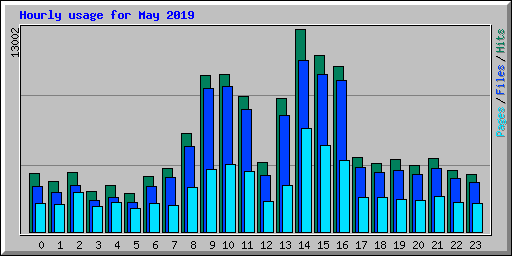 Hourly usage for May 2019
13002
Pages / Files / Hits
0 1 2 3 4 5 6 7 8 9 10 11 12 13 14 15 16 17 18 19 20 21 22 23